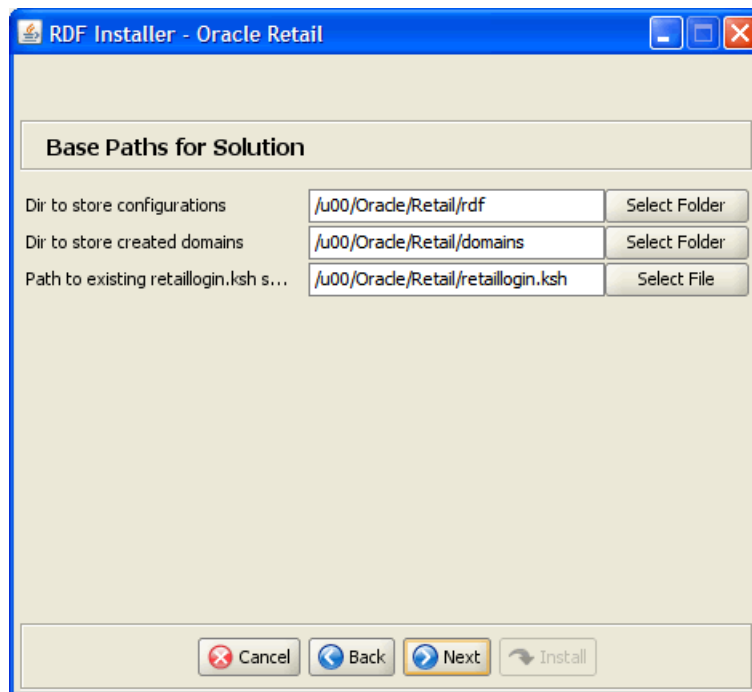 RDF Installer - Oracle Retail
Base Paths for Solution
Dir to store configurations /u00/Oracle/Retail/rdf Select Folder
Dir to store created domains /u00/Oracle/Retail/domains Select Folder
Path to existing retaillogin.ksh s... /u00/Oracle/Retail/retaillogin.ksh Select File
Cancel Back Next Install